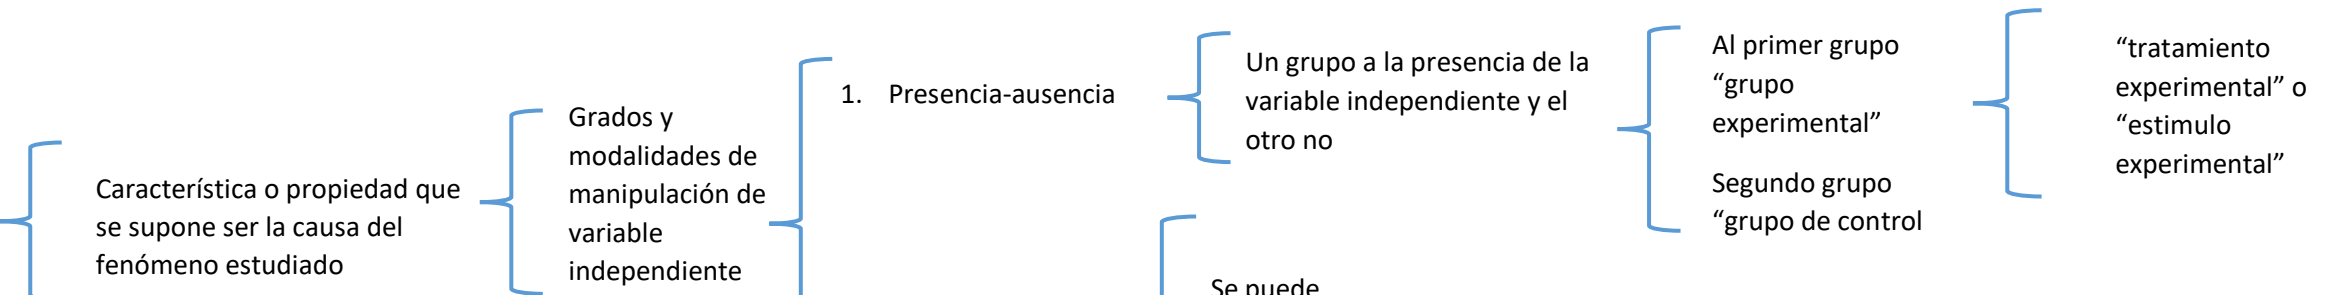 Característica o propiedad que
se supone ser la causa del
fenómeno estudiado
Grados y
modalidades de
manipulación de
variable
independiente
1. Presencia-ausencia
Un grupo a la presencia de la
variable independiente y el
otro no
Al primer grupo
“grupo
experimental”
Segundo grupo
“grupo de control
“tratamiento
experimental” o
“estimulo
experimental”
Se puede